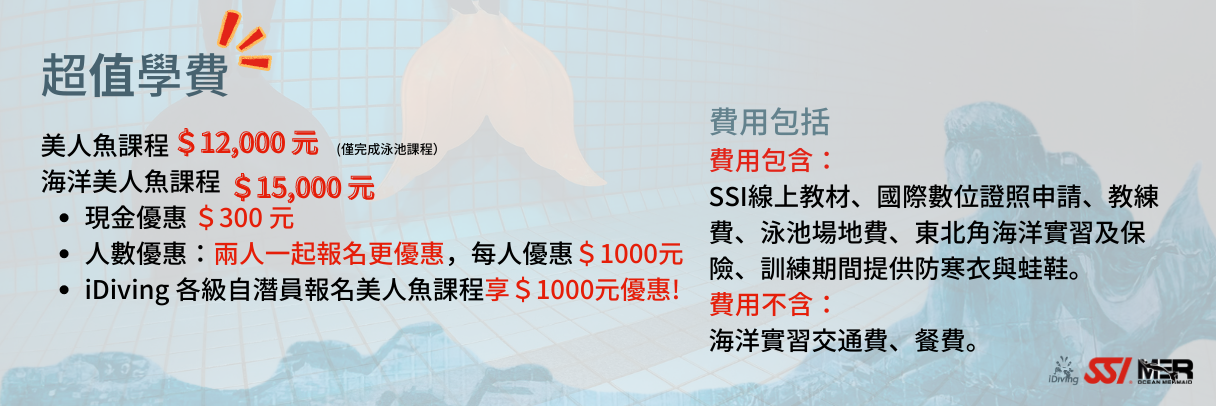 超值學費
美人魚課程 $12,000 元 (僅完成泳池課程)
海洋美人魚課程 $15,000 元
• 現金優惠 $300 元
• 人數優惠：兩人一起報名更優惠，每人優惠$1000元
• iDiving 各級自潛員報名美人魚課程享$1000元優惠!
費用包括
費用包含：
SSI線上教材、國際數位證照申請、教練
費、泳池場地費、東北角海洋實習及保
險、訓練期間提供防寒衣與蛙鞋。
費用不含：
海洋實習交通費、餐費。
iDiving SSI MER
OCEAN MERMAID